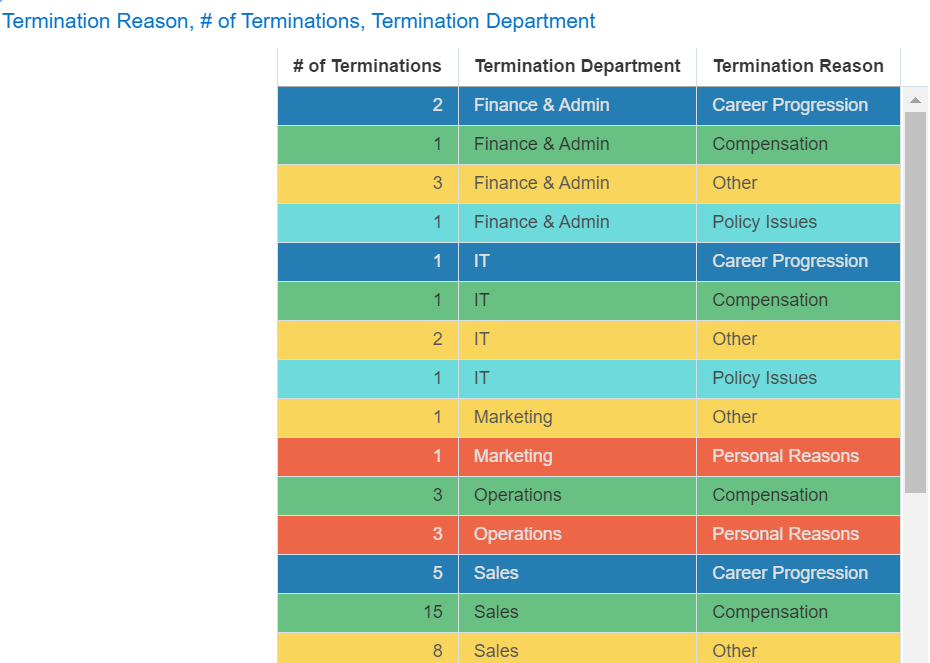 Termination Reason, # of Terminations, Termination Department
# of Terminations Termination Department Termination Reason
2 Finance & Admin Career Progression
1 Finance & Admin Compensation
3 Finance & Admin Other
1 Finance & Admin Policy Issues
1 IT Career Progression
1 IT Compensation
2 IT Other
1 IT Policy Issues
1 Marketing Other
1 Marketing Personal Reasons
3 Operations Compensation
3 Operations Personal Reasons
5 Sales Career Progression
15 Sales Compensation
8 Sales Other